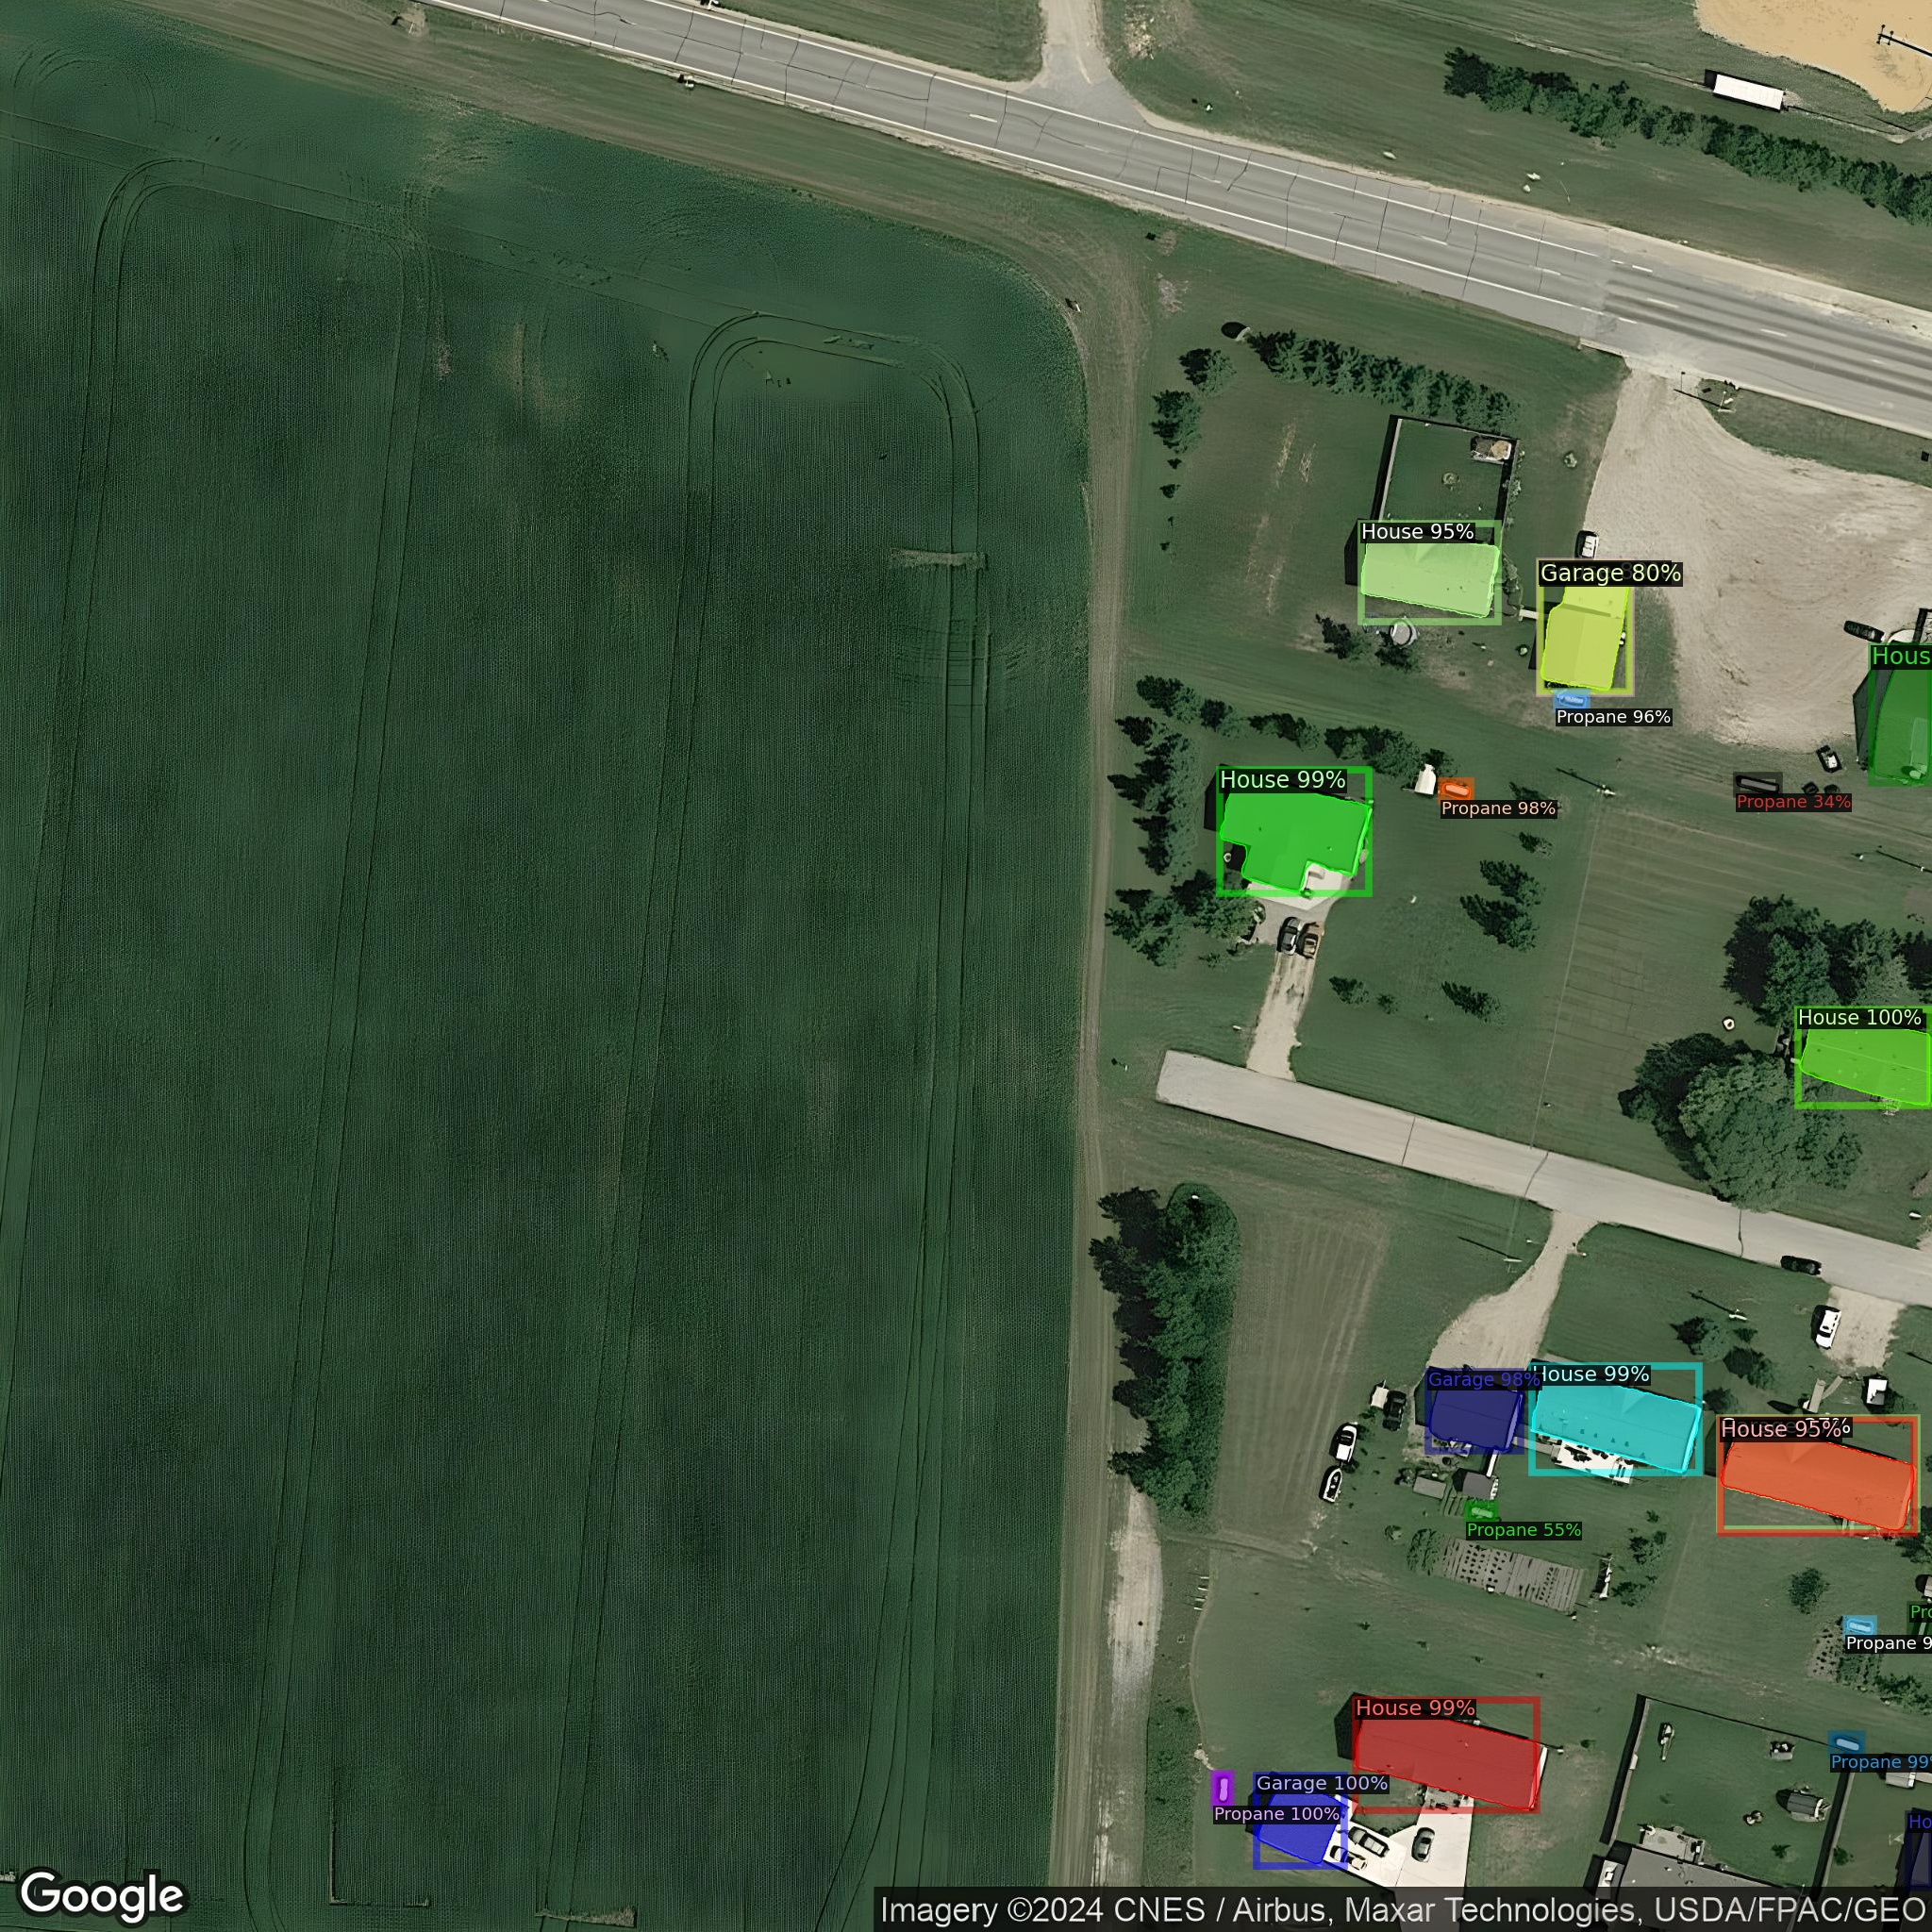 House 95%
Garage 80%
Hous
Propane 96%
House 99%
Propane 98%
Propane 34%
House 100%
Garage 98%
House 99%
House 95%
Propane 55%
Pro
Propane 9
House 99%
Propane 99%
Garage 100%
Propane 100%
Ho
Google
Imagery ©2024 CNES / Airbus, Maxar Technologies, USDA/FPAC/GEO